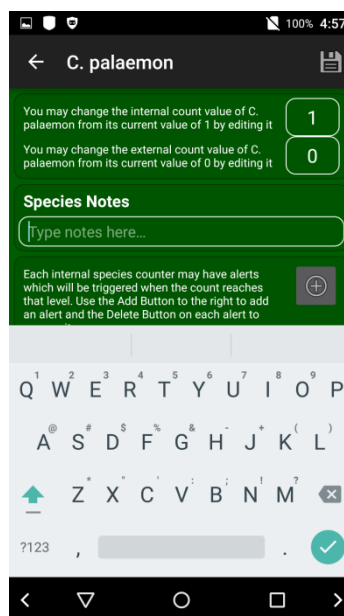 100% 4:57
C. palaemon
You may change the internal count value of C.
palaemon from its current value of 1 by editing it
1
You may change the external count value of C.
palaemon from its current value of 0 by editing it
0
Species Notes
Type notes here...
Each internal species counter may have alerts
which will be triggered when the count reaches
that level. Use the Add Button to the right to add
an alert and the Delete Button on each alert to
1 2 3 4 5 6 7 8 9
Q W E R T Y U I O P
@ # $ % & - + ( )
A S D F G H J K L
* " ' : ; ! ?
Z X C V B N M
?123 , .